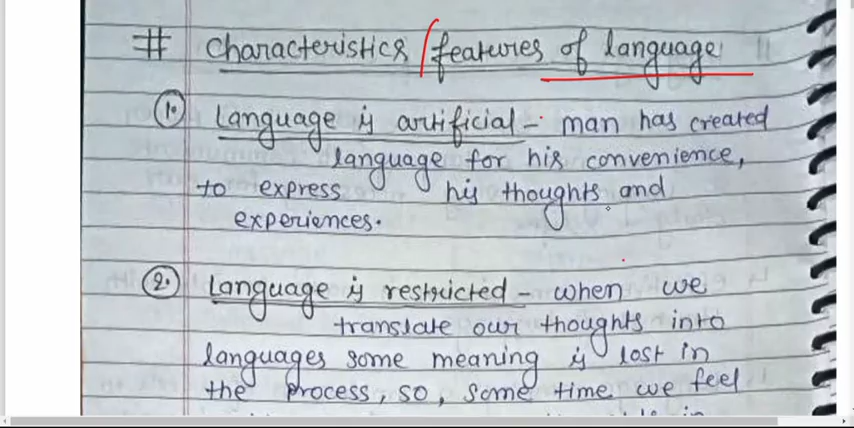 # Characteristics/features of language
1. Language is artificial - man has created
language for his convenience,
to express his thoughts and
experiences.
2. Language is restricted - when we
translate our thoughts into
languages some meaning is lost in
the process, so, some time we feel